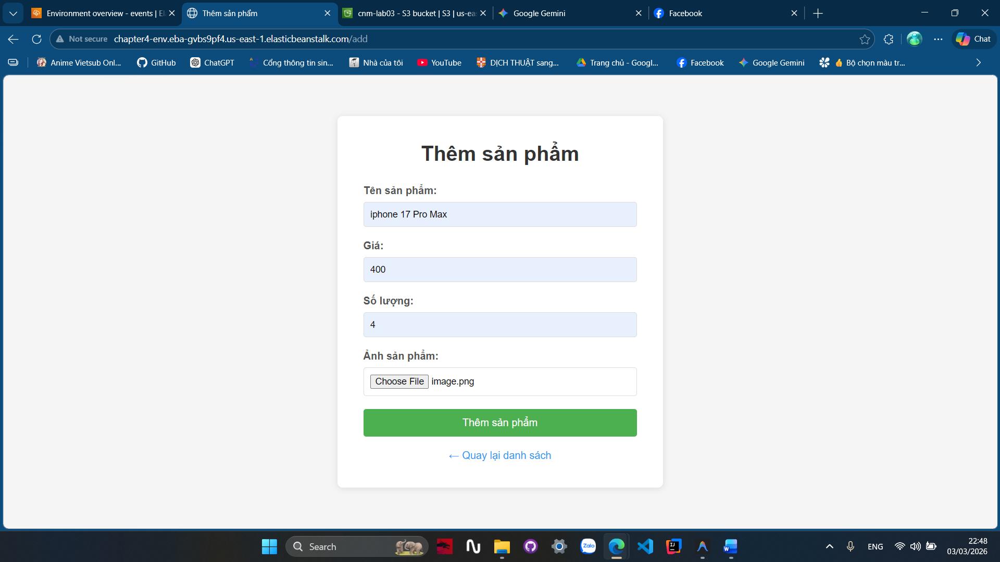 Environment overview - events | El
Thêm sản phẩm
cnm-lab03 - S3 bucket | S3 | us-eas
Google Gemini
Facebook
Not secure
chapter4-env.eba-gvbs9pf4.us-east-1.elasticbeanstalk.com/add
Chat
Anime Vietsub Onl...
GitHub
ChatGPT
Cổng thông tin sin...
Nhà của tôi
YouTube
DỊCH THUẬT sang...
Trang chủ - Googl...
Facebook
Google Gemini
Bộ chọn màu tr...
Thêm sản phẩm
Tên sản phẩm:
iphone 17 Pro Max
Giá:
400
Số lượng:
4
Ảnh sản phẩm:
Choose File image.png
Thêm sản phẩm
← Quay lại danh sách
Search
Zalo
IJ
W
ENG
22:48
03/03/2026